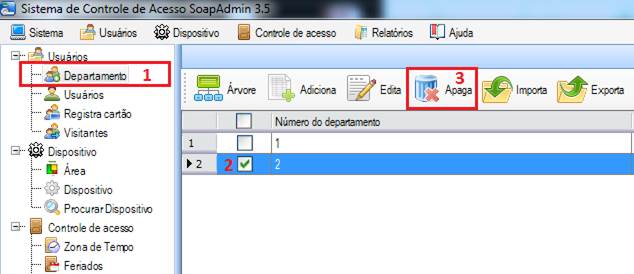 Sistema de Controle de Acesso SoapAdmin 3.5
Sistema Usuários Dispositivo Controle de acesso Relatórios Ajuda
Usuários
Departamento 1
Usuários
Registra cartão
Visitantes
Dispositivo
Área
Dispositivo
Procurar Dispositivo
Controle de acesso
Zona de Tempo
Feriados
3
Árvore Adiciona Edita Apaga Importa Exporta
Número do departamento
1 1
2 2 2